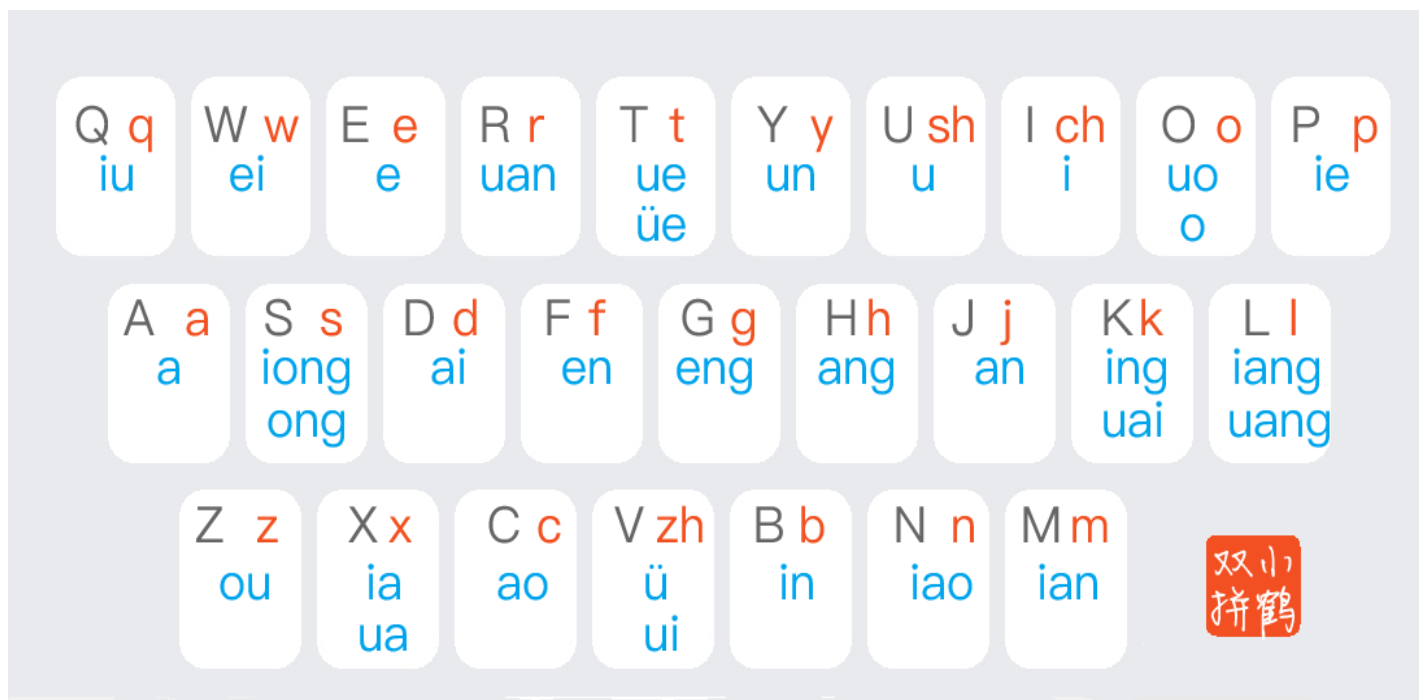 Q q W w E e R r T t Y y U sh I ch O o P p
iu ei e uan ue un u i uo ie
üe o
A a S s D d F f G g H h J j K k L l
a iong ai en eng ang an ing iang
ong uai uang
Z z X x C c V zh B b N n M m
ou ia ao ü in iao ian
ua ui
小鹤
双拼